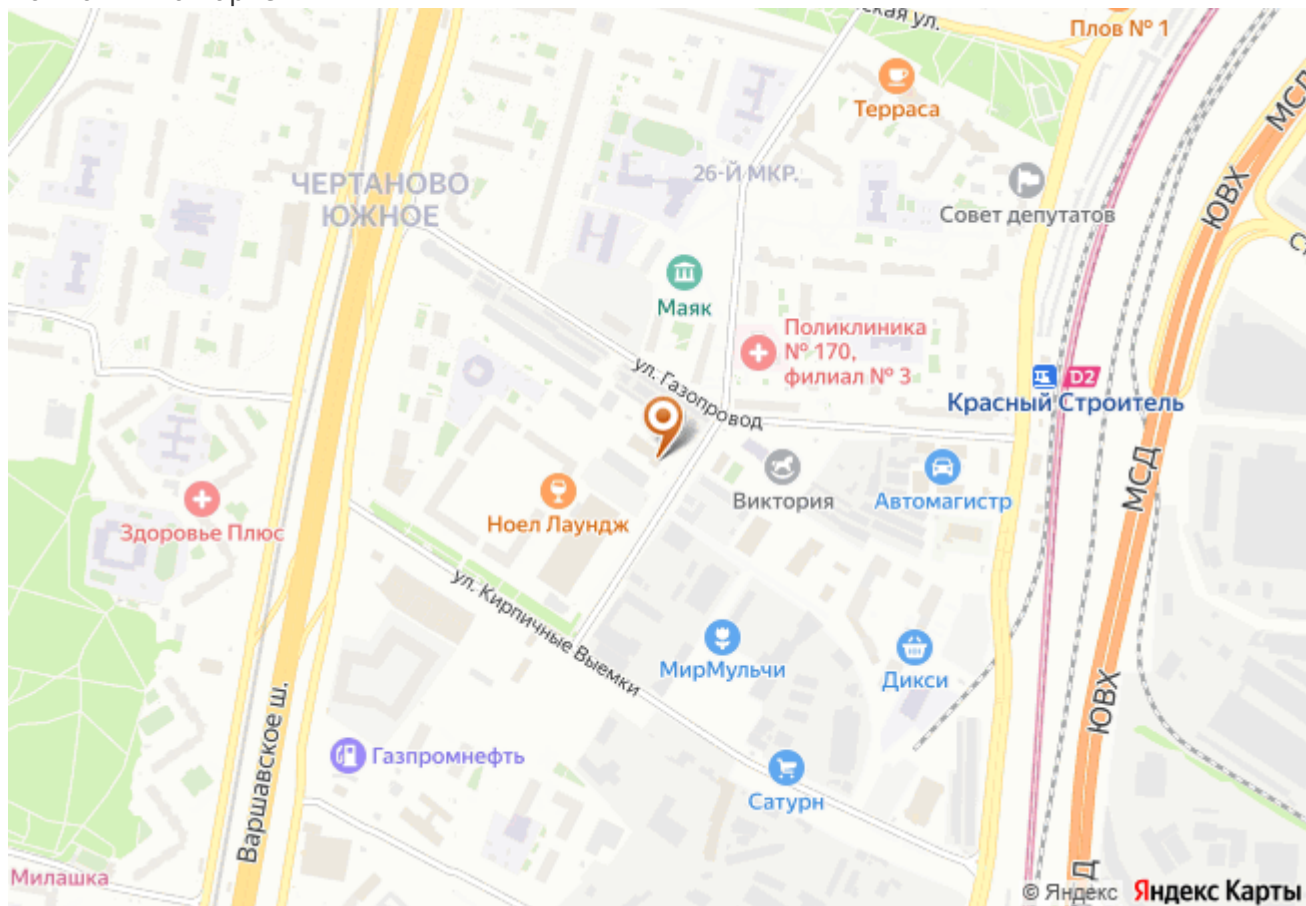 ская ул.
Плов № 1
Терраса
МСД
ЧЕРТАНОВО
ЮЖНОЕ
26-Й МКР.
Совет депутатов
ЮВХ
Маяк
Поликлиника
№ 170,
филиал № 3
ул. Газопровод
D2
Красный Строитель
МСД
Здоровье Плюс
Ноел Лаундж
Виктория
Автомагистр
ул. Кирпичные Выемки
МирМульчи
Дикси
ЮВХ
Варшавское ш.
Газпромнефть
Сатурн
Милашка
© Яндекс Яндекс Карты